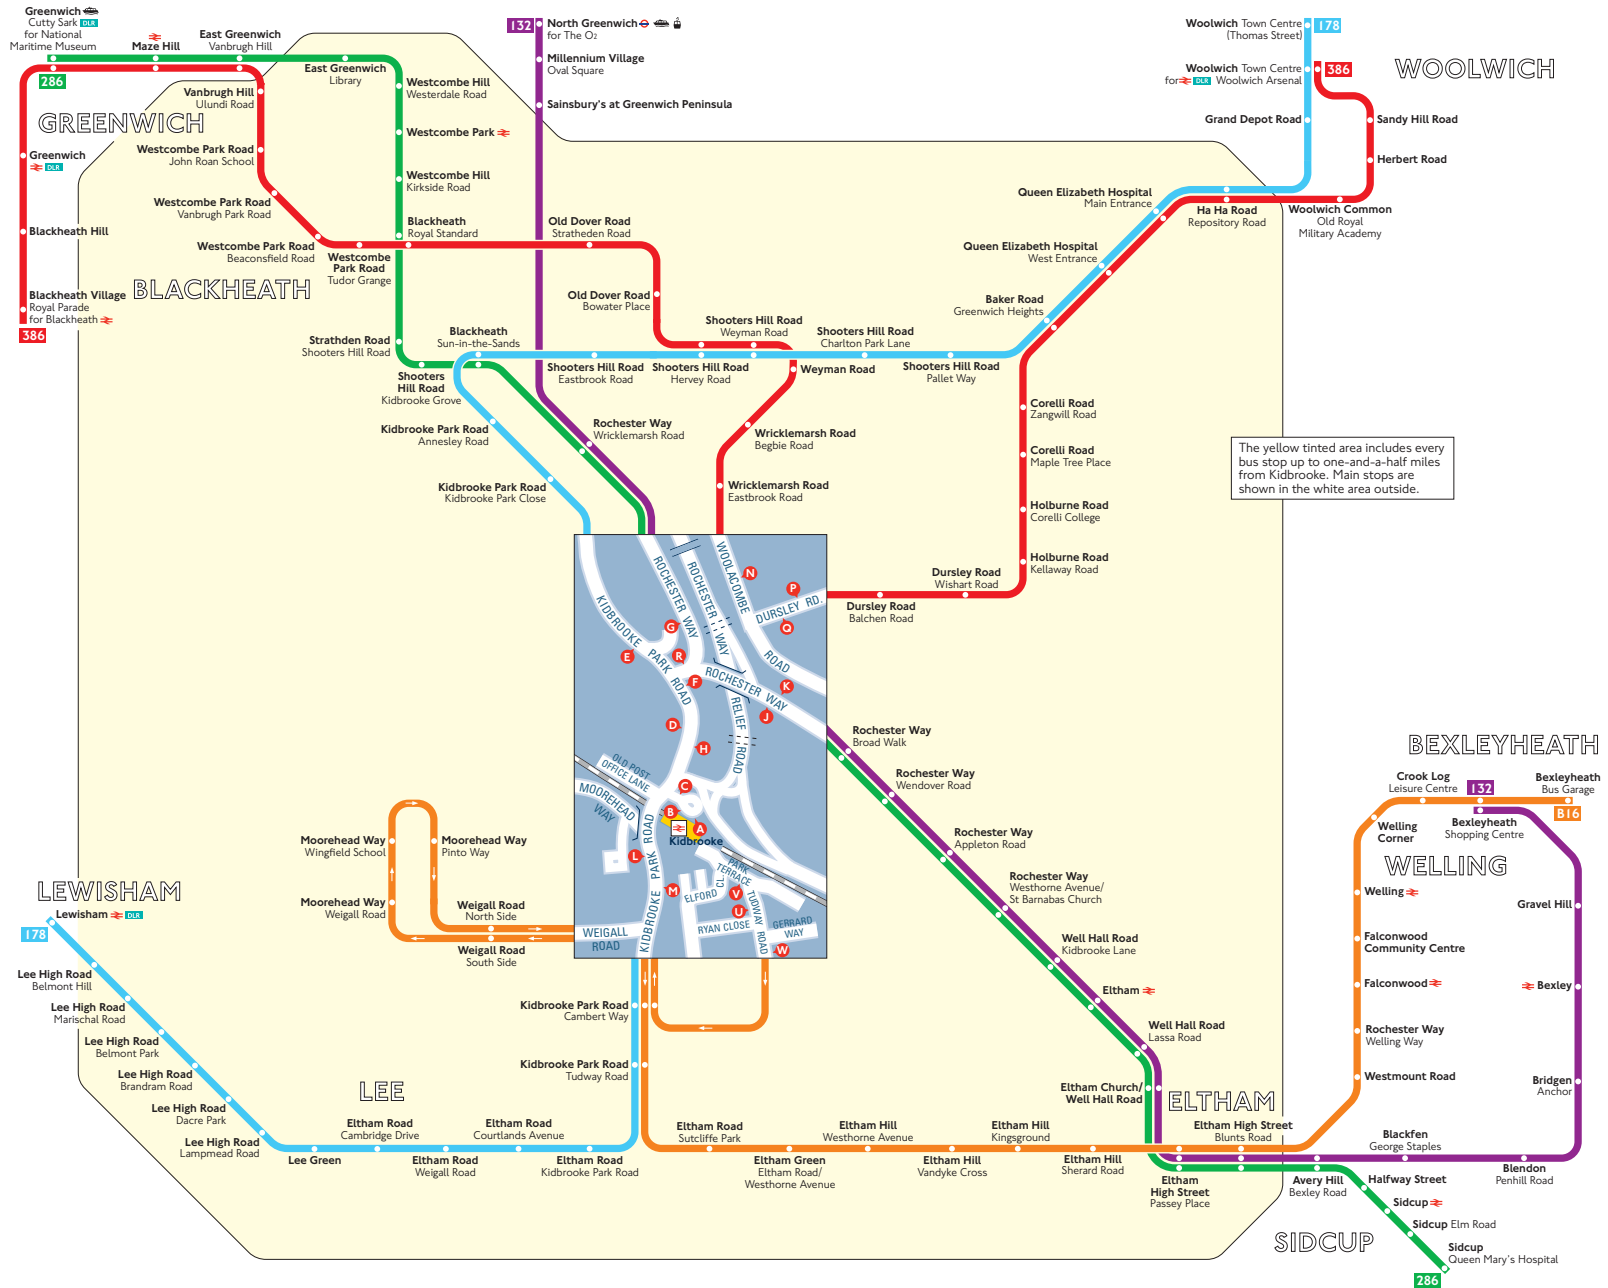 Greenwich
Cutty Sark DLR
for National
Maritime Museum
286
Maze Hill
East Greenwich
Vanbrugh Hill
East Greenwich
Library
Vanbrugh Hill
Ulundi Road
GREENWICH
Westcombe Park Road
John Roan School
Greenwich
DLR
Westcombe Park Road
Vanbrugh Park Road
Blackheath Hill
Westcombe Park Road
Beaconsfield Road
Westcombe
Park Road
Tudor Grange
BLACKHEATH
Blackheath Village
Royal Parade
for Blackheath
386
Westcombe Hill
Westerdale Road
Westcombe Park
Westcombe Hill
Kirkside Road
Blackheath
Royal Standard
132
North Greenwich
for The O2
Millennium Village
Oval Square
Sainsbury's at Greenwich Peninsula
Old Dover Road
Stratheden Road
Old Dover Road
Bowater Place
Strathden Road
Shooters Hill Road
Blackheath
Sun-in-the-Sands
Shooters
Hill Road
Kidbrooke Grove
Shooters Hill Road
Weyman Road
Shooters Hill Road
Charlton Park Lane
Shooters Hill Road
Eastbrook Road
Shooters Hill Road
Hervey Road
Weyman Road
Shooters Hill Road
Pallet Way
Kidbrooke Park Road
Annesley Road
Kidbrooke Park Road
Kidbrooke Park Close
Rochester Way
Wricklemarsh Road
Wricklemarsh Road
Begbie Road
Wricklemarsh Road
Eastbrook Road
Woolwich Town Centre
(Thomas Street)
178
Woolwich Town Centre
for DLR Woolwich Arsenal
386
WOOLWICH
Grand Depot Road
Sandy Hill Road
Herbert Road
Queen Elizabeth Hospital
Main Entrance
Ha Ha Road
Repository Road
Woolwich Common
Old Royal
Military Academy
Queen Elizabeth Hospital
West Entrance
Baker Road
Greenwich Heights
Corelli Road
Zangwill Road
Corelli Road
Maple Tree Place
Holburne Road
Corelli College
Holburne Road
Kellaway Road
Dursley Road
Wishart Road
Dursley Road
Balchen Road
The yellow tinted area includes every
bus stop up to one-and-a-half miles
from Kidbrooke. Main stops are
shown in the white area outside.
ROCHESTER WAY
ROCHESTER WAY
RELIEF ROAD
WOOLACOMBE ROAD
DURSLEY RD.
KIDBROOKE PARK ROAD
ROCHESTER WAY
OLD POST
OFFICE LANE
MOOREHEAD
WAY
KIDBROOKE PARK ROAD
Kidbrooke
PARK
TERRACE
ELFORD CL.
TUDWAY ROAD
RYAN CLOSE
GERRARD
WAY
WEIGALL
ROAD
N
P
Q
G
E
R
F
K
J
D
H
C
B
A
L
M
V
U
W
Rochester Way
Broad Walk
Rochester Way
Wendover Road
Rochester Way
Appleton Road
Rochester Way
Westhorne Avenue/
St Barnabas Church
Well Hall Road
Kidbrooke Lane
Eltham
Well Hall Road
Lassa Road
Eltham Church/
Well Hall Road
ELTHAM
BEXLEYHEATH
Crook Log
Leisure Centre
132
Bexleyheath
Bus Garage
B16
Bexleyheath
Shopping Centre
Welling
Corner
WELLING
Welling
Gravel Hill
Falconwood
Community Centre
Falconwood
Bexley
Rochester Way
Welling Way
Westmount Road
Bridgen
Anchor
Moorehead Way
Wingfield School
Moorehead Way
Pinto Way
Moorehead Way
Weigall Road
Weigall Road
North Side
Weigall Road
South Side
LEWISHAM
Lewisham DLR
178
Lee High Road
Belmont Hill
Lee High Road
Marischal Road
Lee High Road
Belmont Park
Lee High Road
Brandram Road
Lee High Road
Dacre Park
Lee High Road
Lampmead Road
LEE
Lee Green
Eltham Road
Cambridge Drive
Eltham Road
Weigall Road
Eltham Road
Courtlands Avenue
Eltham Road
Kidbrooke Park Road
Kidbrooke Park Road
Cambert Way
Kidbrooke Park Road
Tudway Road
Eltham Road
Sutcliffe Park
Eltham Green
Eltham Road/
Westhorne Avenue
Eltham Hill
Westhorne Avenue
Eltham Hill
Vandyke Cross
Eltham Hill
Kingsground
Eltham Hill
Sherard Road
Eltham High Street
Blunts Road
Eltham
High Street
Passey Place
Avery Hill
Bexley Road
Blackfen
George Staples
Blendon
Penhill Road
Halfway Street
Sidcup
Sidcup Elm Road
SIDCUP
Sidcup
Queen Mary's Hospital
286